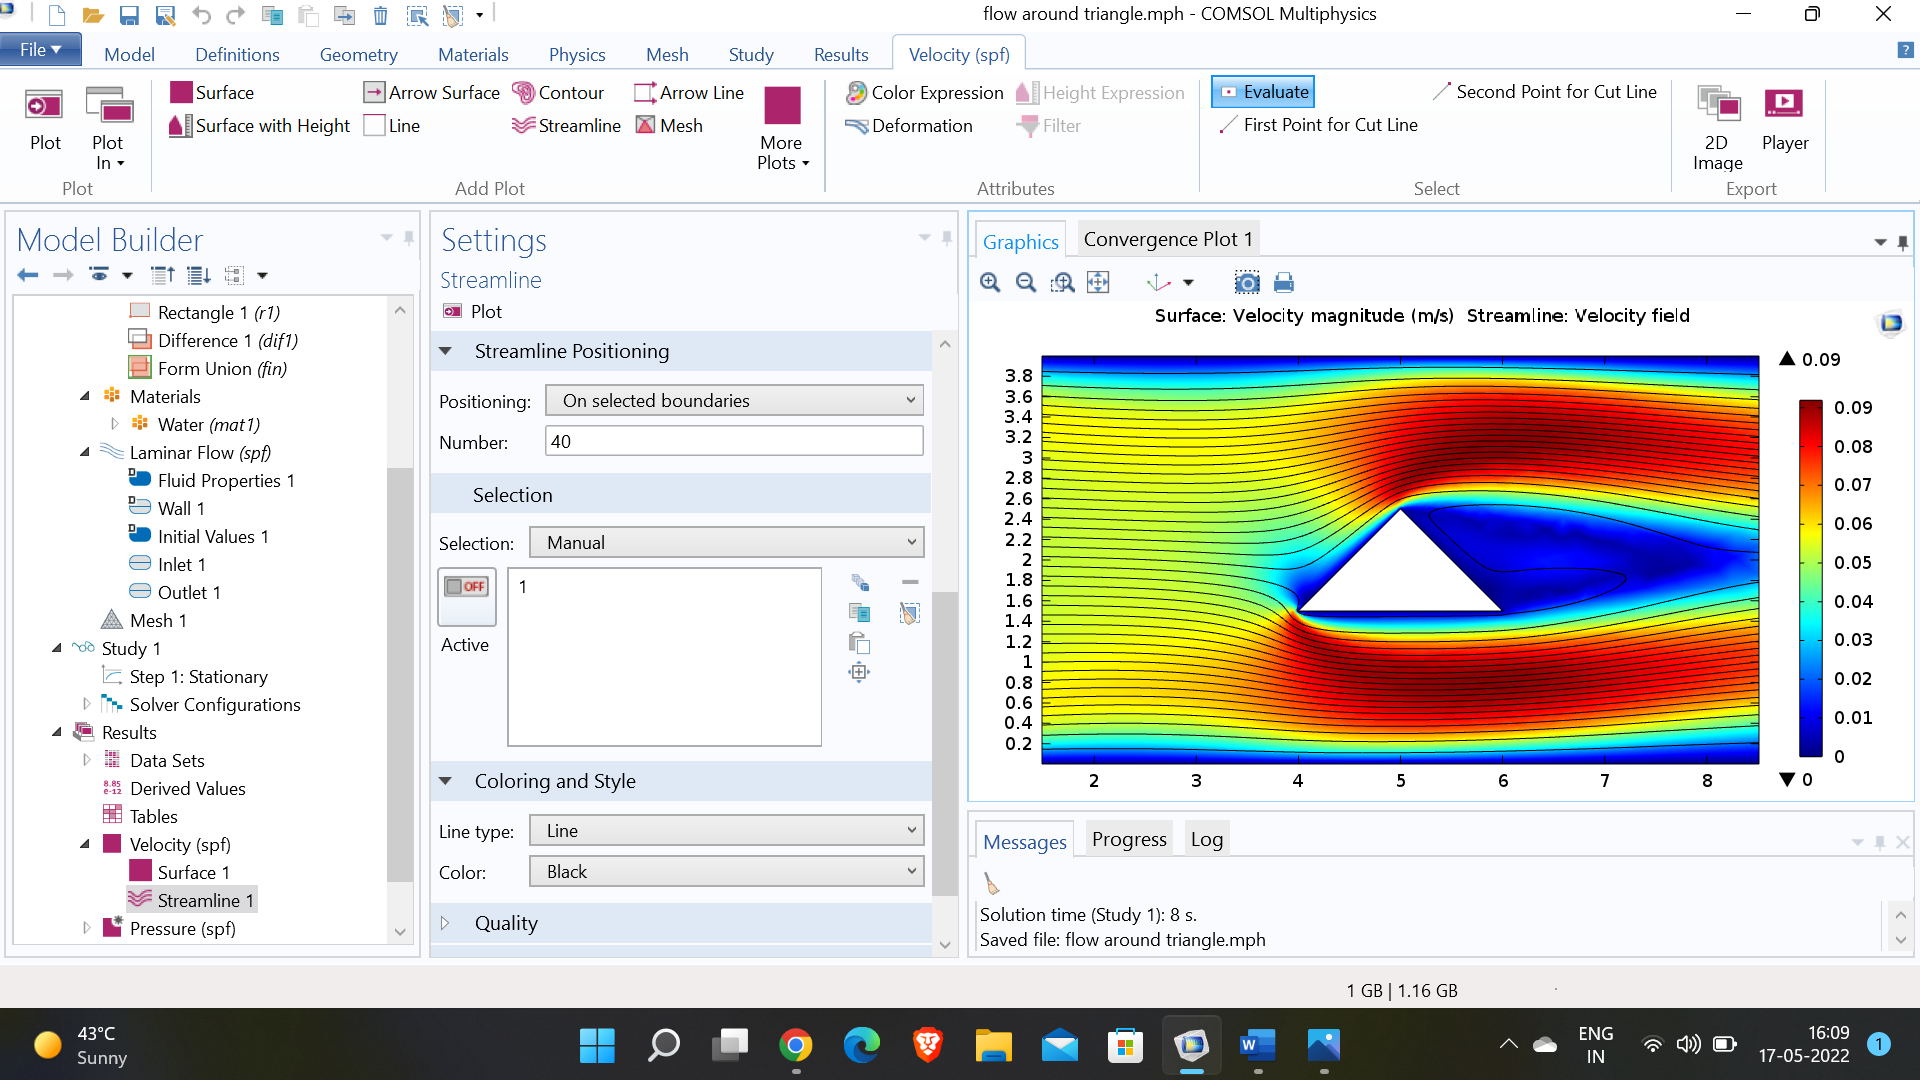 flow around triangle.mph - COMSOL Multiphysics
File Model Definitions Geometry Materials Physics Mesh Study Results Velocity (spf) ?
Surface Arrow Surface Contour Arrow Line Color Expression Height Expression Evaluate Second Point for Cut Line
Surface with Height Line Streamline Mesh Deformation Filter First Point for Cut Line
Plot Plot In More Plots 2D Image Player
Plot Add Plot Attributes Select Export
Model Builder
Rectangle 1 (r1)
Difference 1 (dif1)
Form Union (fin)
Materials
Water (mat1)
Laminar Flow (spf)
Fluid Properties 1
Wall 1
Initial Values 1
Inlet 1
Outlet 1
Mesh 1
Study 1
Step 1: Stationary
Solver Configurations
Results
Data Sets
8.85
e-12
Derived Values
Tables
Velocity (spf)
Surface 1
Streamline 1
Pressure (spf)
Settings
Streamline
Plot
Streamline Positioning
Positioning: On selected boundaries
Number: 40
Selection
Selection: Manual
OFF
Active
1
Coloring and Style
Line type: Line
Color: Black
Quality
Graphics Convergence Plot 1
Surface: Velocity magnitude (m/s) Streamline: Velocity field
3.8
3.6
3.4
3.2
3
2.8
2.6
2.4
2.2
2
1.8
1.6
1.4
1.2
1
0.8
0.6
0.4
0.2
2 3 4 5 6 7 8
▲ 0.09
0.09
0.08
0.07
0.06
0.05
0.04
0.03
0.02
0.01
0
▼ 0
Messages Progress Log
Solution time (Study 1): 8 s.
Saved file: flow around triangle.mph
1 GB | 1.16 GB
43°C
Sunny
W
ENG
IN
16:09
17-05-2022
1